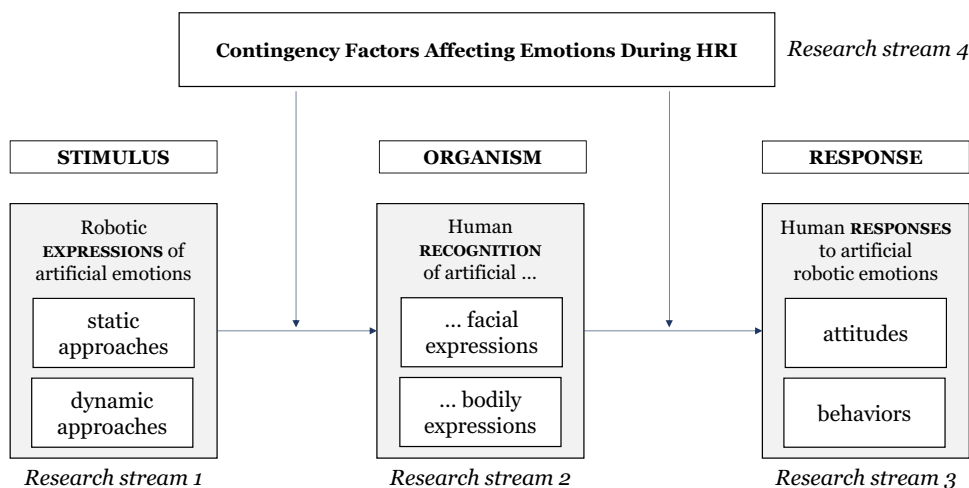 Contingency Factors Affecting Emotions During HRI
Research stream 4
STIMULUS
ORGANISM
RESPONSE
Robotic
EXPRESSIONS of
artificial emotions
static
approaches
dynamic
approaches
Research stream 1
Human
RECOGNITION
of artificial ...
... facial
expressions
... bodily
expressions
Research stream 2
Human RESPONSES
to artificial
robotic emotions
attitudes
behaviors
Research stream 3